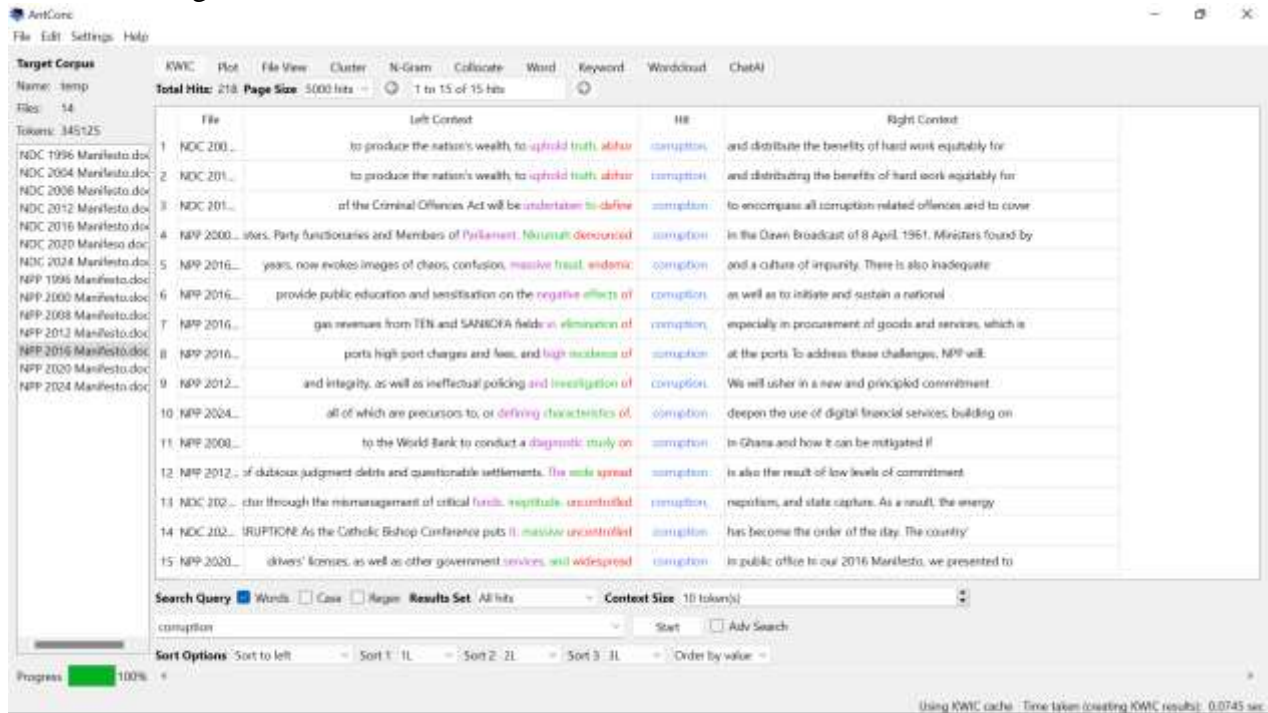 AntConc
File Edit Settings Help
Target Corpus
Name: temp
Files: 14
Tokens: 345125
NDC 1996 Manifesto.doc
NDC 2004 Manifesto.doc
NDC 2008 Manifesto.doc
NDC 2012 Manifesto.doc
NDC 2016 Manifesto.doc
NDC 2020 Manifeso.doc
NDC 2024 Manifesto.doc
NPP 1996 Manifesto.doc
NPP 2000 Manifesto.doc
NPP 2008 Manifesto.doc
NPP 2012 Manifesto.doc
NPP 2016 Manifesto.doc
NPP 2020 Manifesto.doc
NPP 2024 Manifesto.doc
Progress 100%
KWIC Plot File View Cluster N-Gram Collocate Word Keyword Wordcloud ChatAI
Total Hits: 218 Page Size 5000 hits 1 to 15 of 15 hits
File Left Context Hit Right Context
1 NDC 200... to produce the nation's wealth, to uphold truth, abhor corruption and distribute the benefits of hard work equitably for
2 NDC 201... to produce the nation's wealth, to uphold truth, abhor corruption and distributing the benefits of hard work equitably for
3 NDC 201... of the Criminal Offences Act will be undertaken to define corruption to encompass all corruption related offences and to cover
4 NPP 2000... sters, Party functionaries and Members of Parliament. Nkrumah denounced corruption in the Dawn Broadcast of 8 April, 1961. Ministers found by
5 NPP 2016... years, now evokes images of chaos, confusion, massive fraud, endemic corruption and a culture of impunity. There is also inadequate
6 NPP 2016... provide public education and sensitisation on the negative effects of corruption, as well as to initiate and sustain a national
7 NPP 2016... gas revenues from TEN and SANKOFA fields elimination of corruption, especially in procurement of goods and services, which is
8 NPP 2016... ports high port charges and fees, and high incidence of corruption at the ports To address these challenges, NPP will:
9 NPP 2012... and integrity, as well as ineffectual policing and investigation of corruption. We will usher in a new and principled commitment
10 NPP 2024... all of which are precursors to, or defining characteristics of, corruption deepen the use of digital financial services, building on
11 NPP 2008... to the World Bank to conduct a diagnostic study on corruption in Ghana and how it can be mitigated if
12 NPP 2012... of dubious judgment debts and questionable settlements. The wide spread corruption is also the result of low levels of commitment
13 NDC 202... ctor through the mismanagement of critical funds, ineptitude, uncontrolled corruption, nepotism, and state capture. As a result, the energy
14 NDC 202... RUPTION! As the Catholic Bishop Conference puts it, massive uncontrolled corruption has become the order of the day. The country'
15 NPP 2020... drivers' licenses, as well as other government services, and widespread corruption in public office In our 2016 Manifesto, we presented to
Search Query Words Case Regex Results Set All hits Context Size 10 token(s)
corruption Start Adv Search
Sort Options Sort to left Sort 1 1L Sort 2 2L Sort 3 3L Order by value
Using KWIC cache Time taken (creating KWIC results): 0.0745 sec